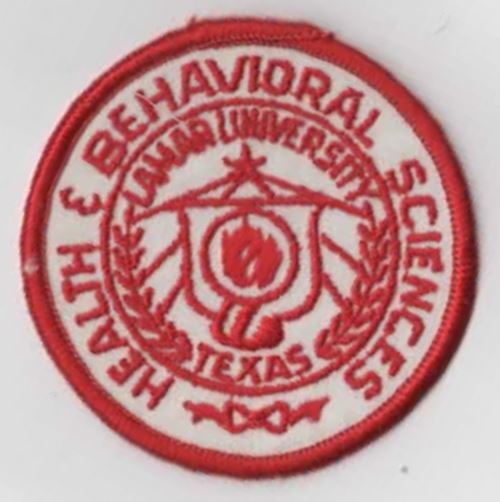 HEALTH & BEHAVIORAL SCIENCES
LAMAR UNIVERSITY
TEXAS